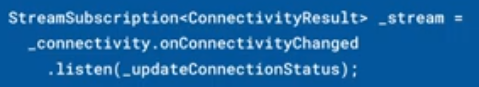 StreamSubscription<ConnectivityResult> _stream =
_connectivity.onConnectivityChanged
.listen(_updateConnectionStatus);